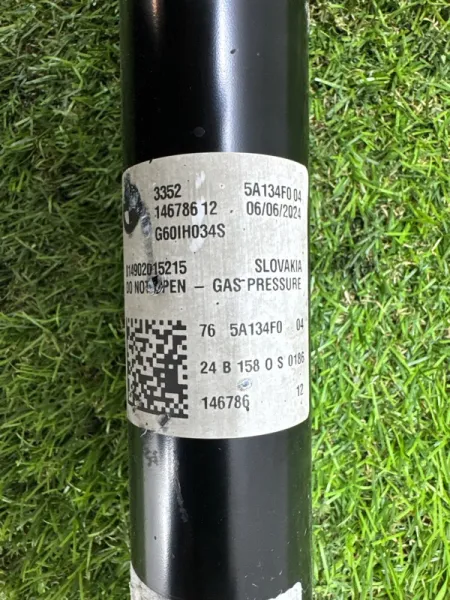 3352 5A134F0 04
14678612 06/06/2024
G60IH034S
014902015215 SLOVAKIA
DO NOT OPEN – GAS PRESSURE
76 5A134F0 04
24 B 158 0 S 0186
146786 12